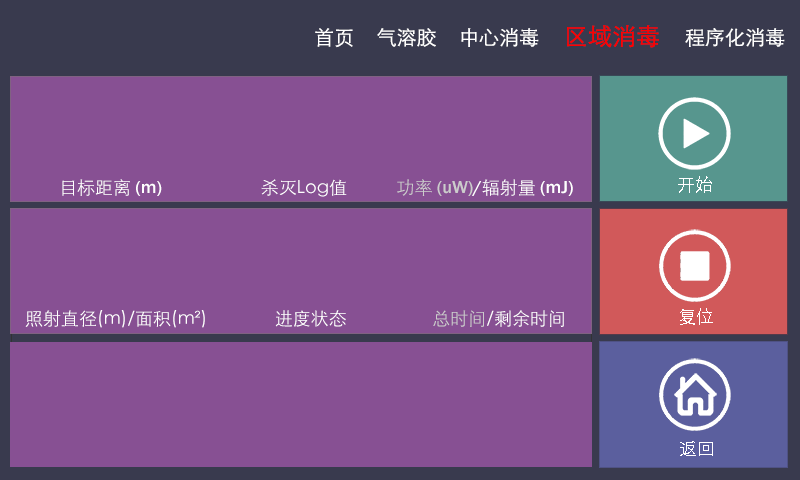 首页 气溶胶 中心消毒 区域消毒 程序化消毒
目标距离 (m) 杀灭Log值 功率 (uW)/辐射量 (mJ)
开始
照射直径(m)/面积(m²) 进度状态 总时间/剩余时间
复位
返回